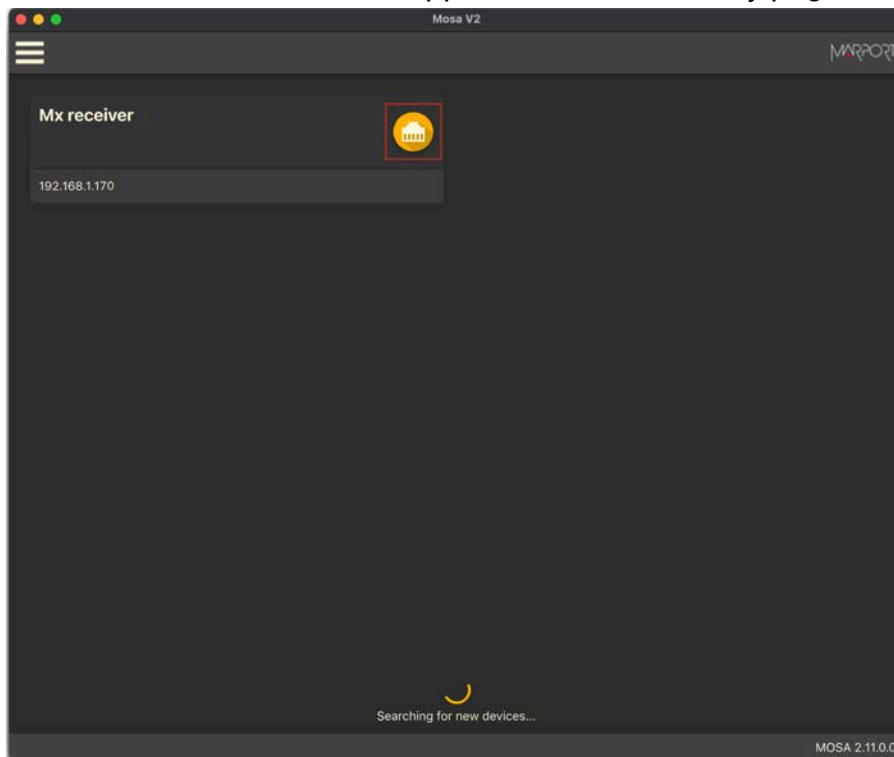 Mosa V2
MARPORT
Mx receiver
192.168.1.170
Searching for new devices...
MOSA 2.11.0.0